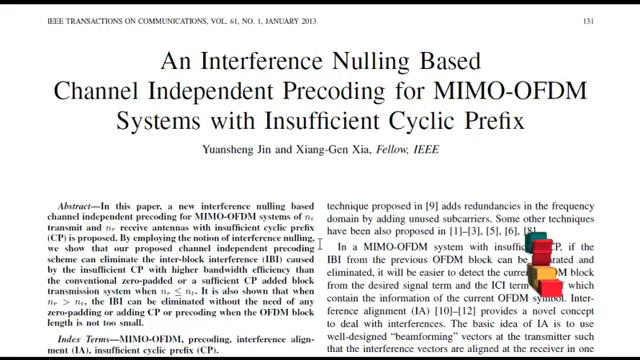 IEEE TRANSACTIONS ON COMMUNICATIONS, VOL. 61, NO. 1, JANUARY 2013
131
An Interference Nulling Based
Channel Independent Precoding for MIMO-OFDM
Systems with Insufficient Cyclic Prefix
Yuansheng Jin and Xiang-Gen Xia, Fellow, IEEE
Abstract—In this paper, a new interference nulling based
channel independent precoding for MIMO-OFDM systems of nt
transmit and nr receive antennas with insufficient cyclic prefix
(CP) is proposed. By employing the notion of interference nulling,
we show that our proposed channel independent precoding
scheme can eliminate the inter-block interference (IBI) caused
by the insufficient CP with higher bandwidth efficiency than
the conventional zero-padded or a sufficient CP added block
transmission system when nr ≤ nt. It is also shown that when
nr > nt, the IBI can be eliminated without the need of any
zero-padding or adding CP or precoding when the OFDM block
length is not too small.
Index Terms—MIMO-OFDM, precoding, interference align-
ment (IA), insufficient cyclic prefix (CP).
technique proposed in [9] adds redundancies in the frequency
domain by adding unused subcarriers. Some other techniques
have also been proposed in [1]–[3], [5], [6], [8].
In a MIMO-OFDM system with CP, if the
IBI from the previous OFDM block can be and
eliminated, it will be easier to detect the OFDM block
from the desired signal term and the ICI which
contain the information of the current OFDM symbol. Inter-
ference alignment (IA) [10]–[12] provides a novel concept
to deal with interferences. The basic idea of IA is to use
well-designed "beamforming" vectors at the transmitter such
that the interference vectors are aligned at the receiver in one